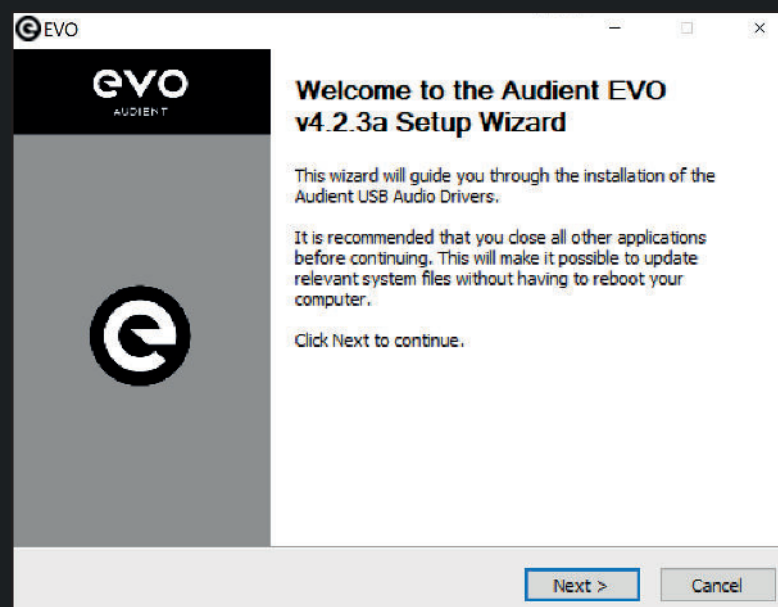 EVO
evo
AUDIENT
Welcome to the Audient EVO
v4.2.3a Setup Wizard
This wizard will guide you through the installation of the
Audient USB Audio Drivers.
It is recommended that you close all other applications
before continuing. This will make it possible to update
relevant system files without having to reboot your
computer.
Click Next to continue.
Next >
Cancel